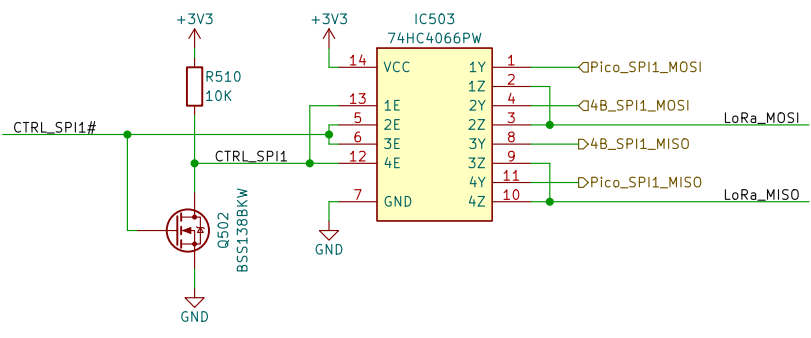 +3V3
+3V3
IC503
74HC4066PW
R510
10K
14
VCC
1Y
1
Pico_SPI1_MOSI
1Z
2
13
1E
2Y
4
4B_SPI1_MOSI
CTRL_SPI1#
5
2E
2Z
3
LoRa_MOSI
6
3E
3Y
8
4B_SPI1_MISO
CTRL_SPI1
12
4E
3Z
9
4Y
11
Pico_SPI1_MISO
7
GND
4Z
10
LoRa_MISO
Q502
BSS138BKW
GND
GND